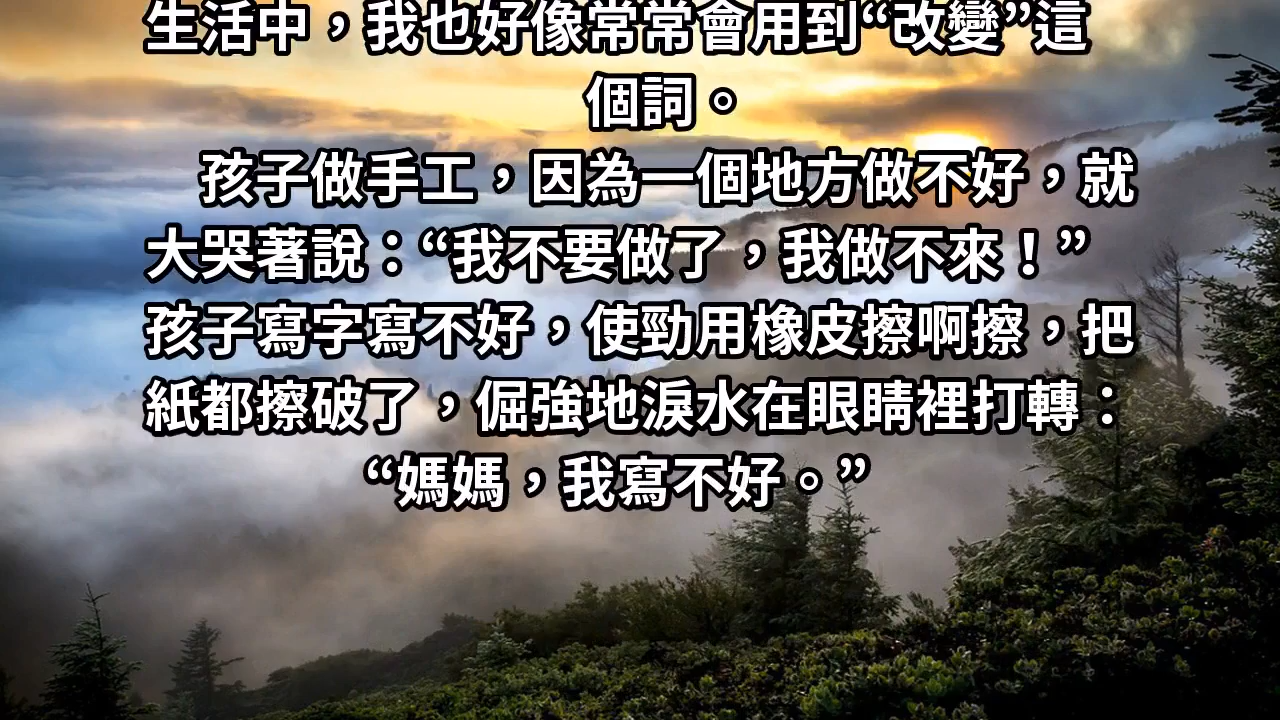 生活中，我也好像常常會用到“改變”這
個詞。
孩子做手工，因為一個地方做不好，就
大哭著說：“我不要做了，我做不來！”
孩子寫字寫不好，使勁用橡皮擦啊擦，把
紙都擦破了，倔強地淚水在眼睛裡打轉：
“媽媽，我寫不好。”